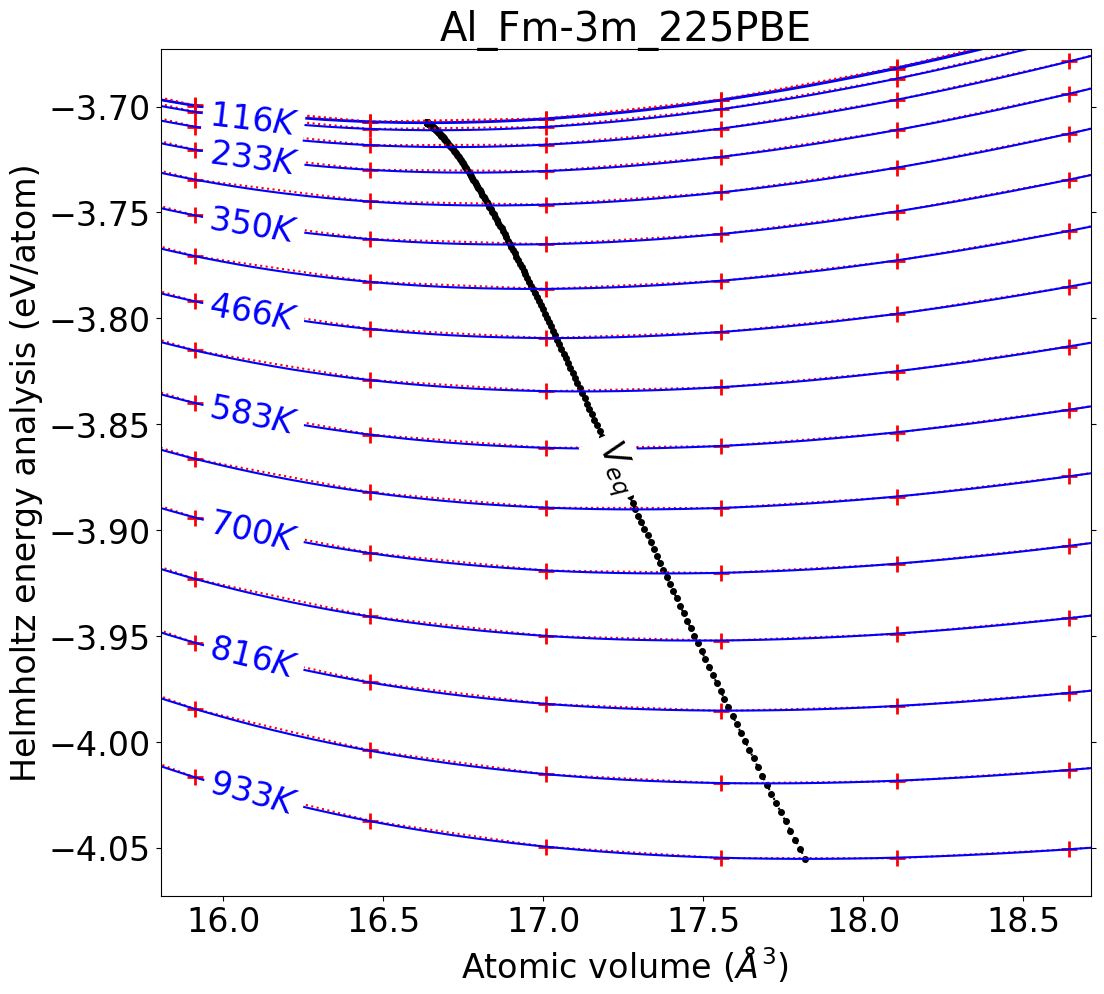 Al_Fm-3m_225PBE
Helmholtz energy analysis (eV/atom)
−3.70
−3.75
−3.80
−3.85
−3.90
−3.95
−4.00
−4.05
116K
233K
350K
466K
583K
700K
816K
933K
V_eq
16.0 16.5 17.0 17.5 18.0 18.5
Atomic volume (Å³)